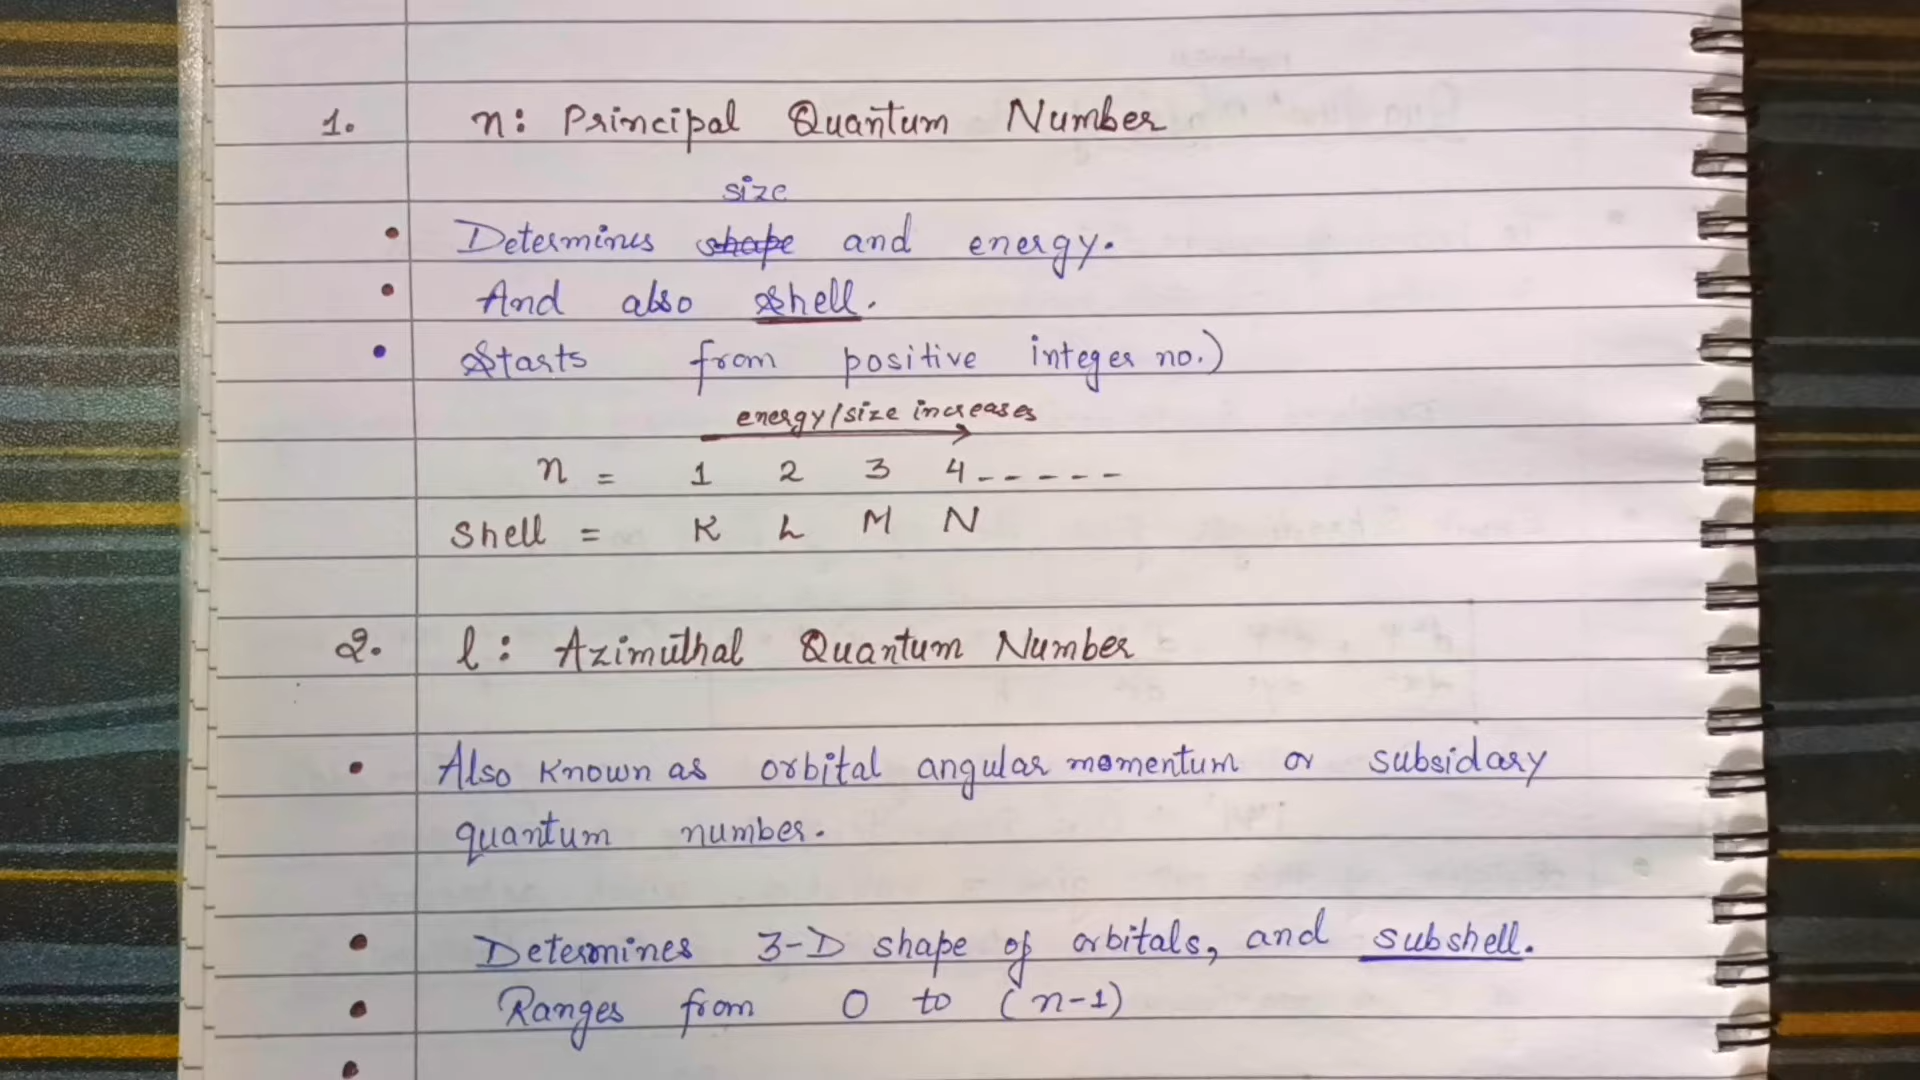 1. n: Principal Quantum Number
size
• Determines shape and energy.
• And also shell.
• Starts from positive integer no.)
energy/size increases
n = 1 2 3 4 - - - - -
Shell = K L M N
2. l: Azimuthal Quantum Number
• Also known as orbital angular momentum or subsidary
quantum number.
• Determines 3-D shape of orbitals, and subshell.
• Ranges from 0 to (n-1)
•